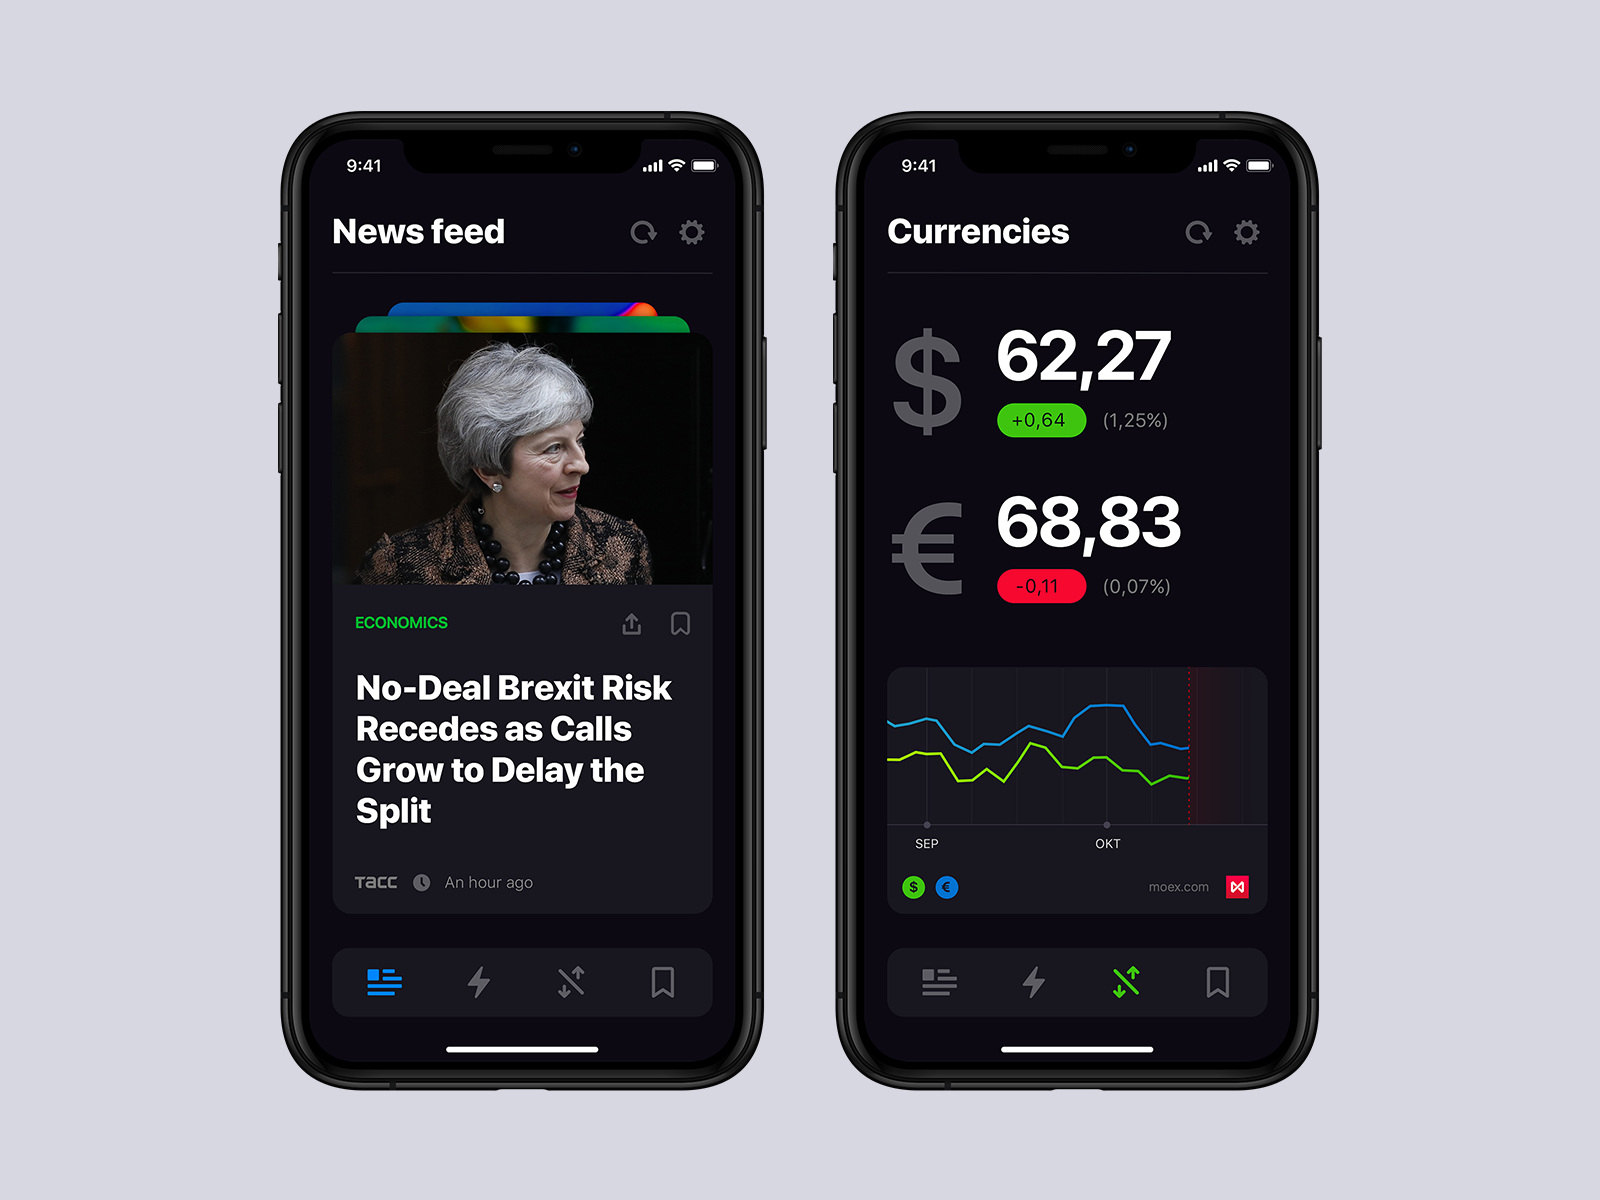 9:41
News feed
ECONOMICS
No-Deal Brexit Risk
Recedes as Calls
Grow to Delay the
Split
тасс
An hour ago
9:41
Currencies
$ 62,27
+0,64 (1,25%)
€ 68,83
-0,11 (0,07%)
SEP OKT
$ € moex.com